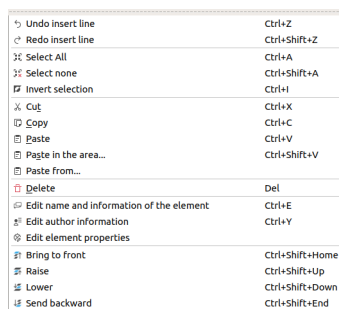 Undo insert line Ctrl+Z
Redo insert line Ctrl+Shift+Z
Select All Ctrl+A
Select none Ctrl+Shift+A
Invert selection Ctrl+I
Cut Ctrl+X
Copy Ctrl+C
Paste Ctrl+V
Paste in the area... Ctrl+Shift+V
Paste from...
Delete Del
Edit name and information of the element Ctrl+E
Edit author information Ctrl+Y
Edit element properties
Bring to front Ctrl+Shift+Home
Raise Ctrl+Shift+Up
Lower Ctrl+Shift+Down
Send backward Ctrl+Shift+End